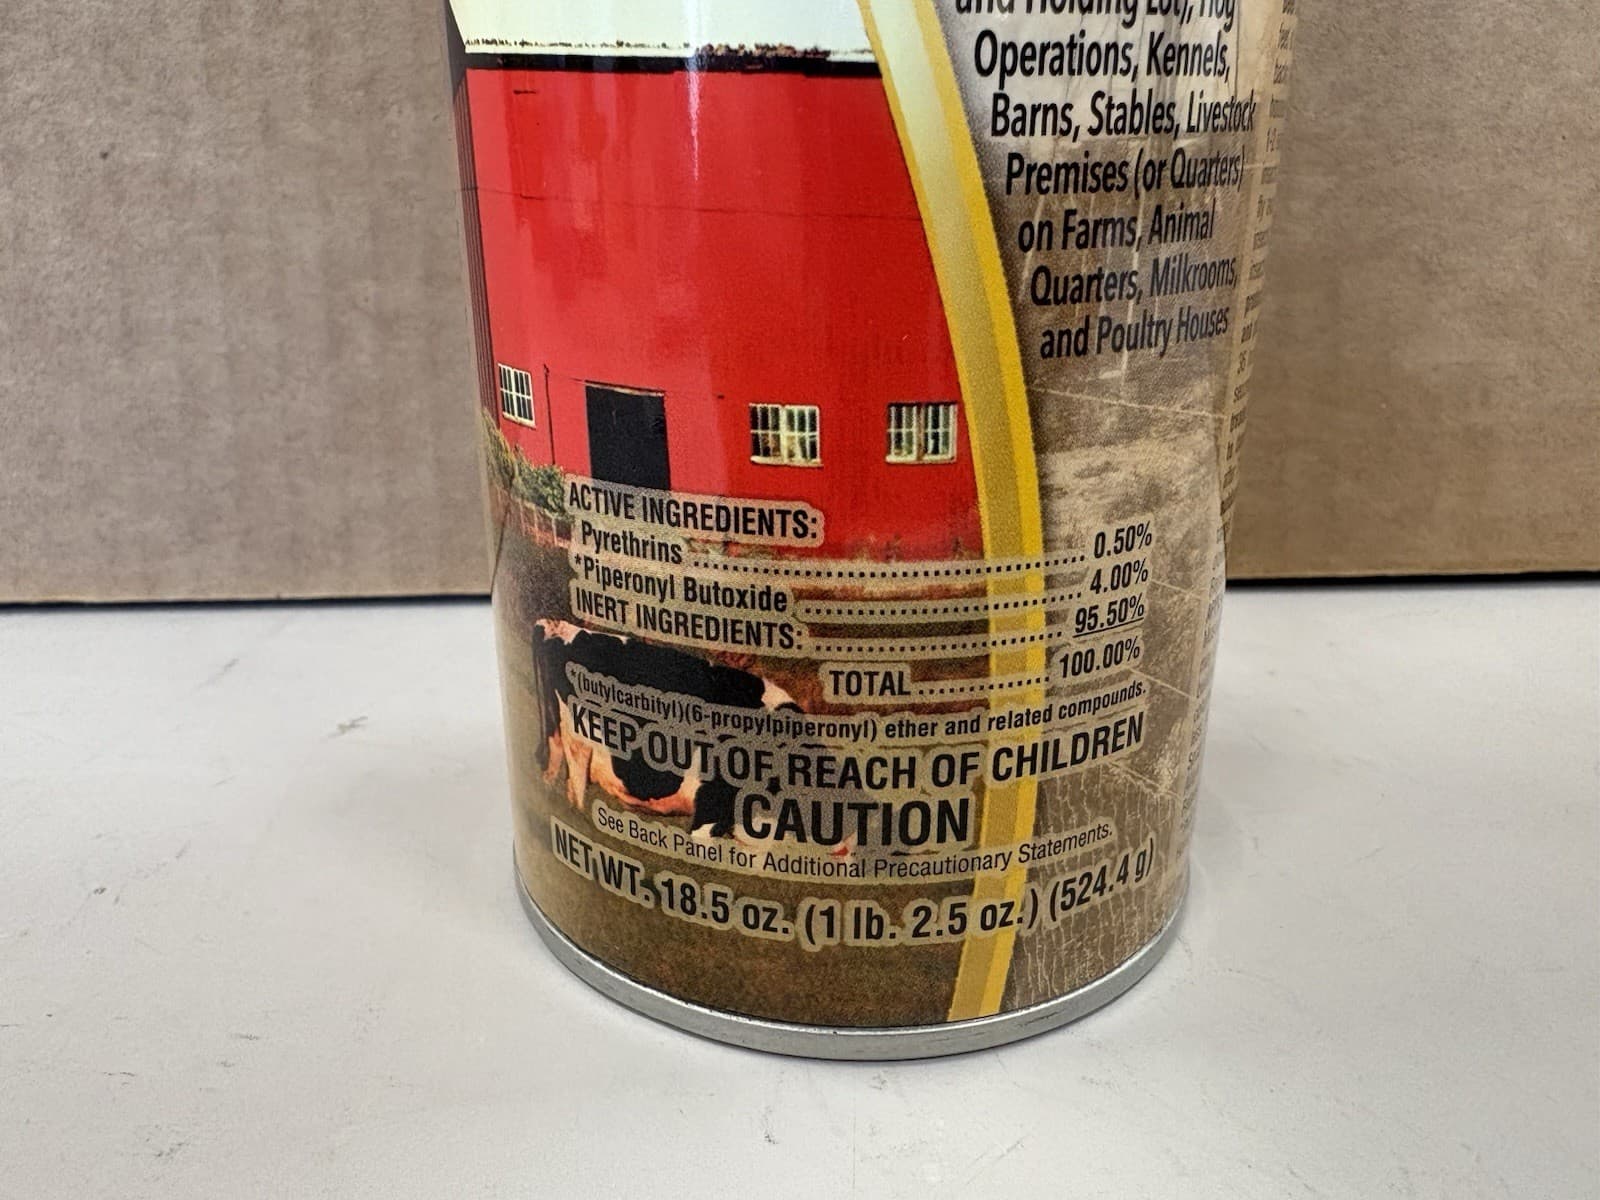 and Holding Lot), Hog
Operations, Kennels,
Barns, Stables, Livestock
Premises (or Quarters)
on Farms, Animal
Quarters, Milkrooms,
and Poultry Houses
ACTIVE INGREDIENTS:
Pyrethrins ........................ 0.50%
*Piperonyl Butoxide ........................ 4.00%
INERT INGREDIENTS: ........................ 95.50%
TOTAL ............ 100.00%
*(butylcarbityl)(6-propylpiperonyl) ether and related compounds.
KEEP OUT OF REACH OF CHILDREN
CAUTION
See Back Panel for Additional Precautionary Statements.
NET WT. 18.5 oz. (1 lb. 2.5 oz.) (524.4 g)